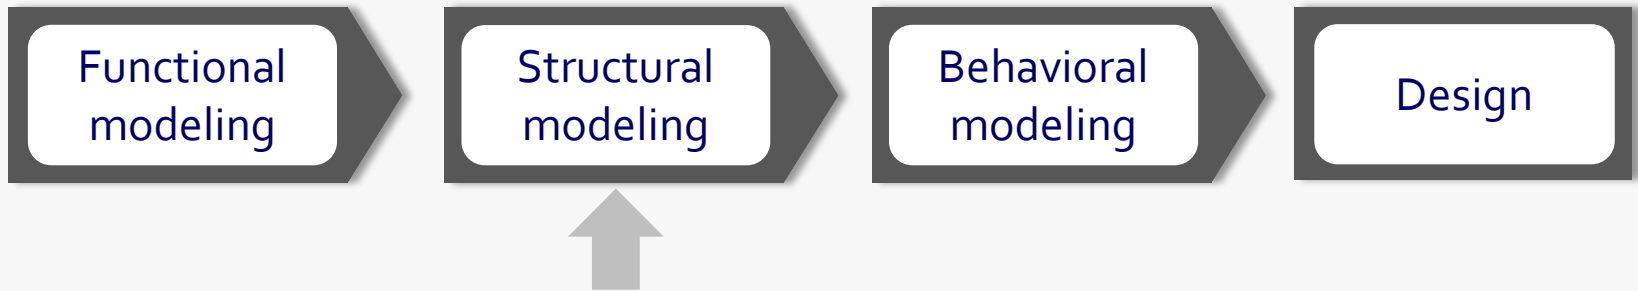 Functional
modeling
Structural
modeling
Behavioral
modeling
Design